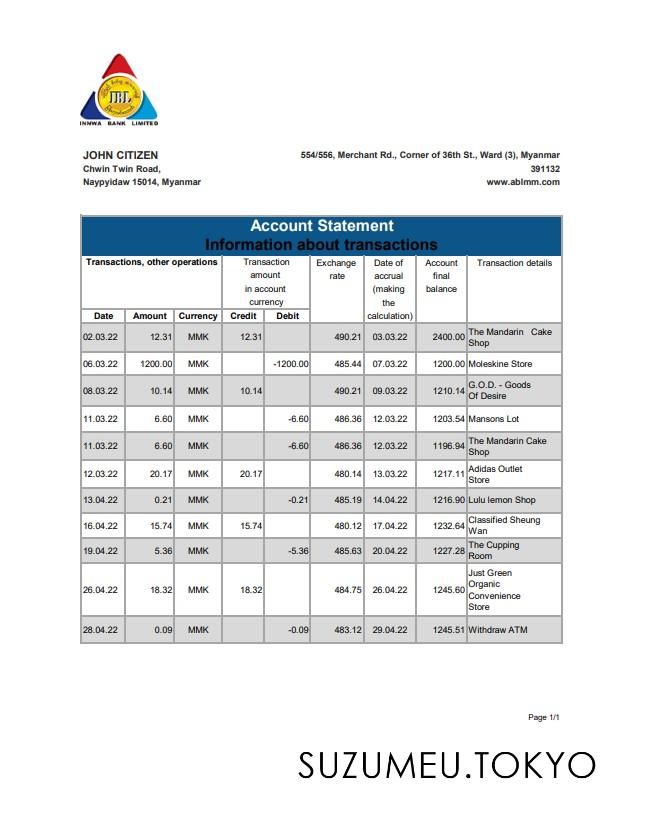 JBL
INNWA BANK LIMITED
JOHN CITIZEN
Chwin Twin Road,
Naypyidaw 15014, Myanmar
554/556, Merchant Rd., Corner of 36th St., Ward (3), Myanmar
391132
www.ablmm.com
Account Statement
Information about transactions
Transactions, other operations
Transaction
amount
in account
currency
Exchange
rate
Date of
accrual
(making
the
calculation)
Account
final
balance
Transaction details
Date Amount Currency Credit Debit
02.03.22 12.31 MMK 12.31 490.21 03.03.22 2400.00 The Mandarin Cake
Shop
06.03.22 1200.00 MMK -1200.00 485.44 07.03.22 1200.00 Moleskine Store
08.03.22 10.14 MMK 10.14 490.21 09.03.22 1210.14 G.O.D. - Goods
Of Desire
11.03.22 6.60 MMK -6.60 486.36 12.03.22 1203.54 Mansons Lot
11.03.22 6.60 MMK -6.60 486.36 12.03.22 1196.94 The Mandarin Cake
Shop
12.03.22 20.17 MMK 20.17 480.14 13.03.22 1217.11 Adidas Outlet
Store
13.04.22 0.21 MMK -0.21 485.19 14.04.22 1216.90 Lulu lemon Shop
16.04.22 15.74 MMK 15.74 480.12 17.04.22 1232.64 Classified Sheung
Wan
19.04.22 5.36 MMK -5.36 485.63 20.04.22 1227.28 The Cupping
Room
26.04.22 18.32 MMK 18.32 484.75 26.04.22 1245.60 Just Green
Organic
Convenience
Store
28.04.22 0.09 MMK -0.09 483.12 29.04.22 1245.51 Withdraw ATM
Page 1/1
SUZUMEU.TOKYO